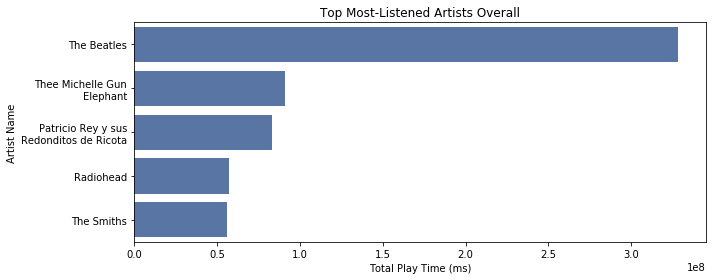 Top Most-Listened Artists Overall
Artist Name
The Beatles
Thee Michelle Gun
Elephant
Patricio Rey y sus
Redonditos de Ricota
Radiohead
The Smiths
0.0 0.5 1.0 1.5 2.0 2.5 3.0
1e8
Total Play Time (ms)